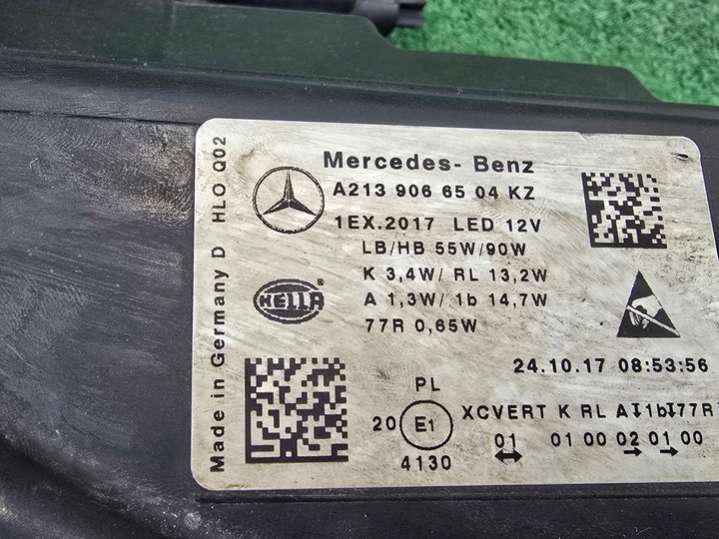 Mercedes- Benz
A213 906 65 04 KZ
1EX.2017 LED 12V
LB/HB 55W/90W
K 3,4W/ RL 13,2W
A 1,3W/ 1b 14,7W
77R 0,65W
HELLA
24.10.17 08:53:56
PL
20 E1
4130
XCVERT K RL A 1b 77R
01 01 00 02 01 00
Made in Germany D HLO Q02